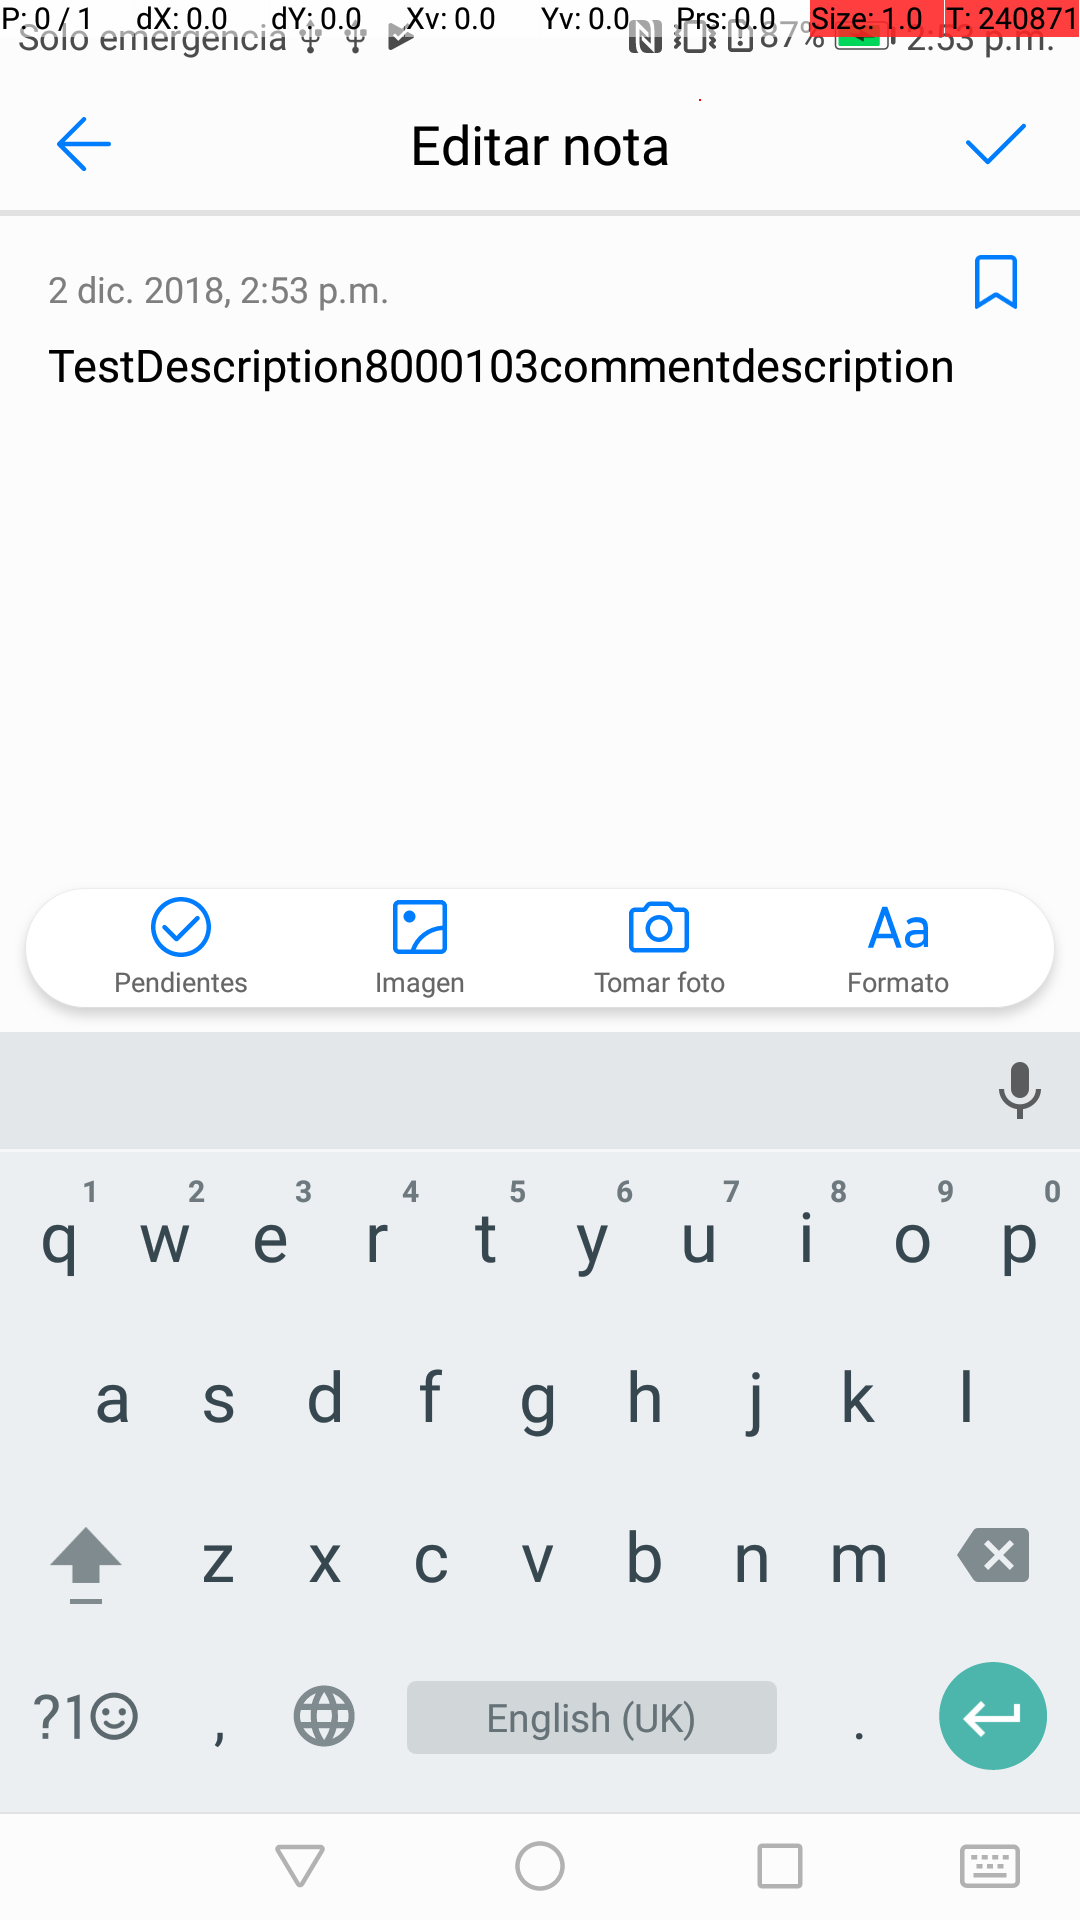 P: 0 / 1 dX: 0.0 dY: 0.0 Xv: 0.0 Yv: 0.0 Prs: 0.0 Size: 1.0 T: 240871
Solo emergencia 87% 2:53 p.m.
Editar nota
2 dic. 2018, 2:53 p.m.
TestDescription8000103commentdescription
Pendientes Imagen Tomar foto Aa Formato
1 2 3 4 5 6 7 8 9 0
q w e r t y u i o p
a s d f g h j k l
z x c v b n m
?1 , English (UK) .